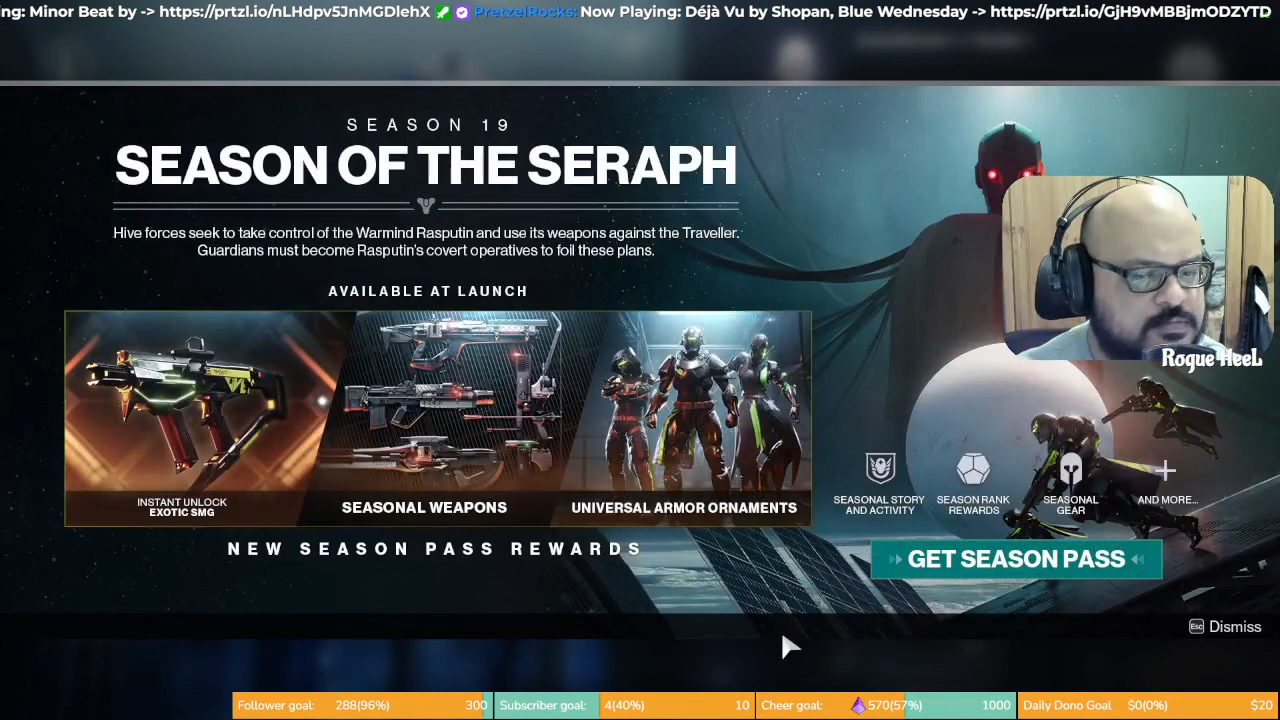 ng: Minor Beat by -> https://prtzl.io/nLHdpv5JnMGDlehX PretzelRocks: Now Playing: Déjà Vu by Shopan, Blue Wednesday -> https://prtzl.io/GjH9vMBBjmODZYTD
SEASON 19
SEASON OF THE SERAPH
Hive forces seek to take control of the Warmind Rasputin and use its weapons against the Traveller.
Guardians must become Rasputin's covert operatives to foil these plans.
AVAILABLE AT LAUNCH
INSTANT UNLOCK
EXOTIC SMG
SEASONAL WEAPONS
UNIVERSAL ARMOR ORNAMENTS
NEW SEASON PASS REWARDS
Rogue HeeL
SEASONAL STORY
AND ACTIVITY
SEASON RANK
REWARDS
SEASONAL
GEAR
AND MORE...
GET SEASON PASS
Esc Dismiss
Follower goal: 288(96%) 300
Subscriber goal: 4(40%) 10
Cheer goal: 570(57%) 1000
Daily Dono Goal $0(0%) $20